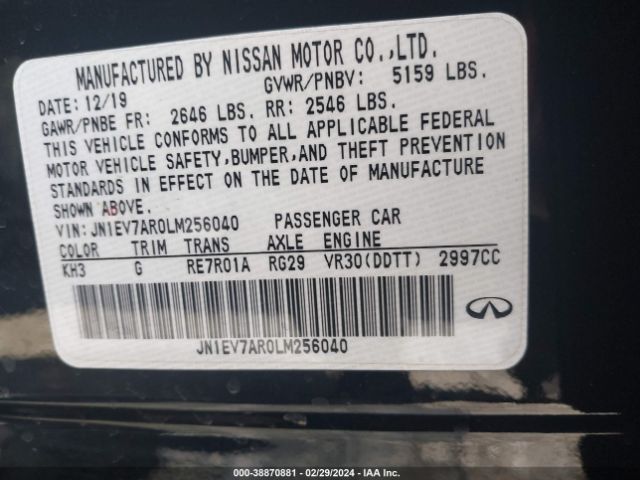 MANUFACTURED BY NISSAN MOTOR CO.,LTD.
DATE: 12/19 GVWR/PNBV: 5159 LBS.
GAWR/PNBE FR: 2646 LBS. RR: 2546 LBS.
THIS VEHICLE CONFORMS TO ALL APPLICABLE FEDERAL
MOTOR VEHICLE SAFETY,BUMPER,AND THEFT PREVENTION
STANDARDS IN EFFECT ON THE DATE OF MANUFACTURE
SHOWN ABOVE.
VIN: JN1EV7AR0LM256040 PASSENGER CAR
COLOR TRIM TRANS AXLE ENGINE
KH3 G RE7R01A RG29 VR30(DDTT) 2997CC
JN1EV7AR0LM256040
000-38870881 | 02/29/2024 | IAA Inc.